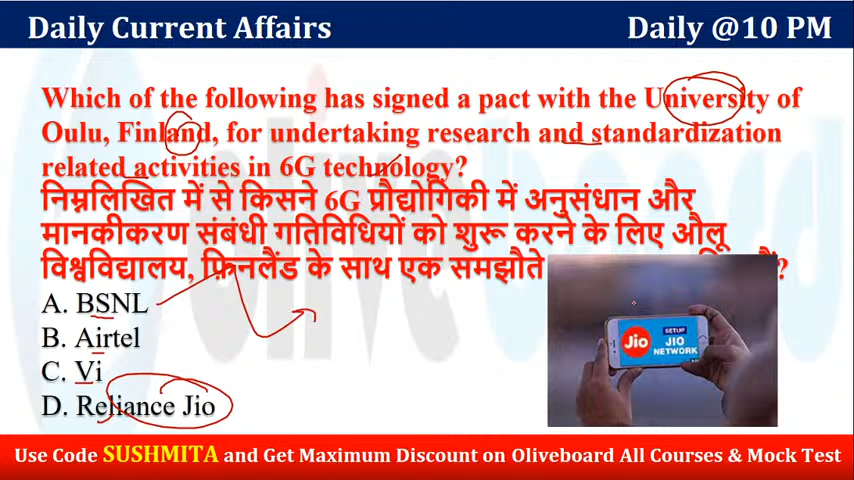 Daily Current Affairs
Daily @10 PM
Which of the following has signed a pact with the University of
Oulu, Finland, for undertaking research and standardization
related activities in 6G technology?
निम्नलिखित में से किसने 6G प्रौद्योगिकी में अनुसंधान और
मानकीकरण संबंधी गतिविधियों को शुरू करने के लिए औलू
विश्वविद्यालय, फ़िनलैंड के साथ एक समझौते ?
A. BSNL
B. Airtel
C. Vi
D. Reliance Jio
Jio
SETUP
JIO
NETWORK
Use Code SUSHMITA and Get Maximum Discount on Oliveboard All Courses & Mock Test